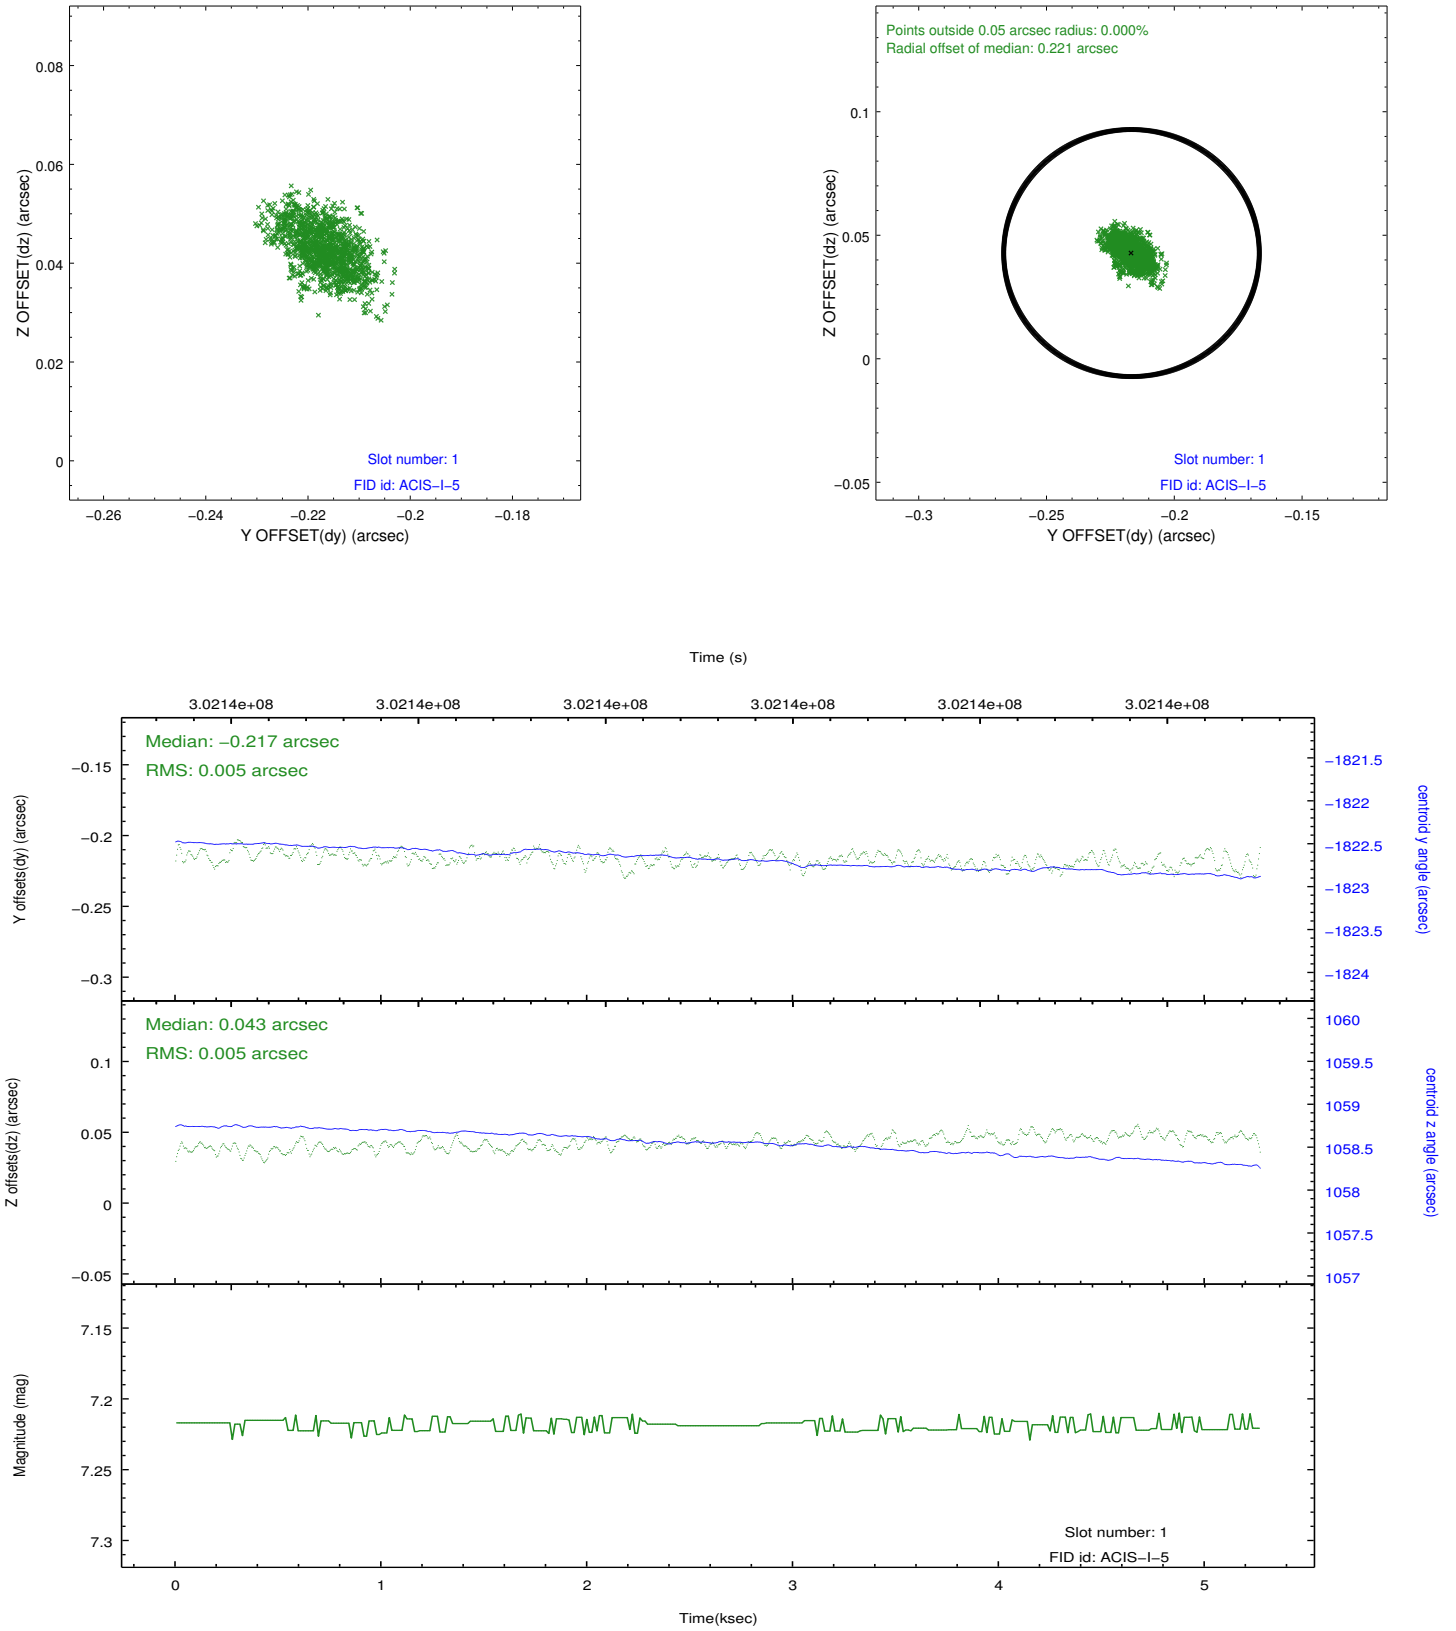 0.08
0.06
0.04
0.02
0
Z OFFSET(dz) (arcsec)
Slot number: 1
FID id: ACIS−I−5
−0.26
−0.24
−0.22
−0.2
−0.18
Y OFFSET(dy) (arcsec)
Points outside 0.05 arcsec radius: 0.000%
Radial offset of median: 0.221 arcsec
0.1
0.05
0
−0.05
Z OFFSET(dz) (arcsec)
Slot number: 1
FID id: ACIS−I−5
−0.3
−0.25
−0.2
−0.15
Y OFFSET(dy) (arcsec)
Time (s)
3.0214e+08
3.0214e+08
3.0214e+08
3.0214e+08
3.0214e+08
3.0214e+08
Median: −0.217 arcsec
RMS: 0.005 arcsec
−0.15
−0.2
−0.25
−0.3
Y offsets(dy) (arcsec)
−1821.5
−1822
−1822.5
−1823
−1823.5
−1824
centroid y angle (arcsec)
Median: 0.043 arcsec
RMS: 0.005 arcsec
0.1
0.05
0
−0.05
Z offsets(dz) (arcsec)
1060
1059.5
1059
1058.5
1058
1057.5
1057
centroid z angle (arcsec)
7.15
7.2
7.25
7.3
Magnitude (mag)
Slot number: 1
FID id: ACIS−I−5
0
1
2
3
4
5
Time(ksec)